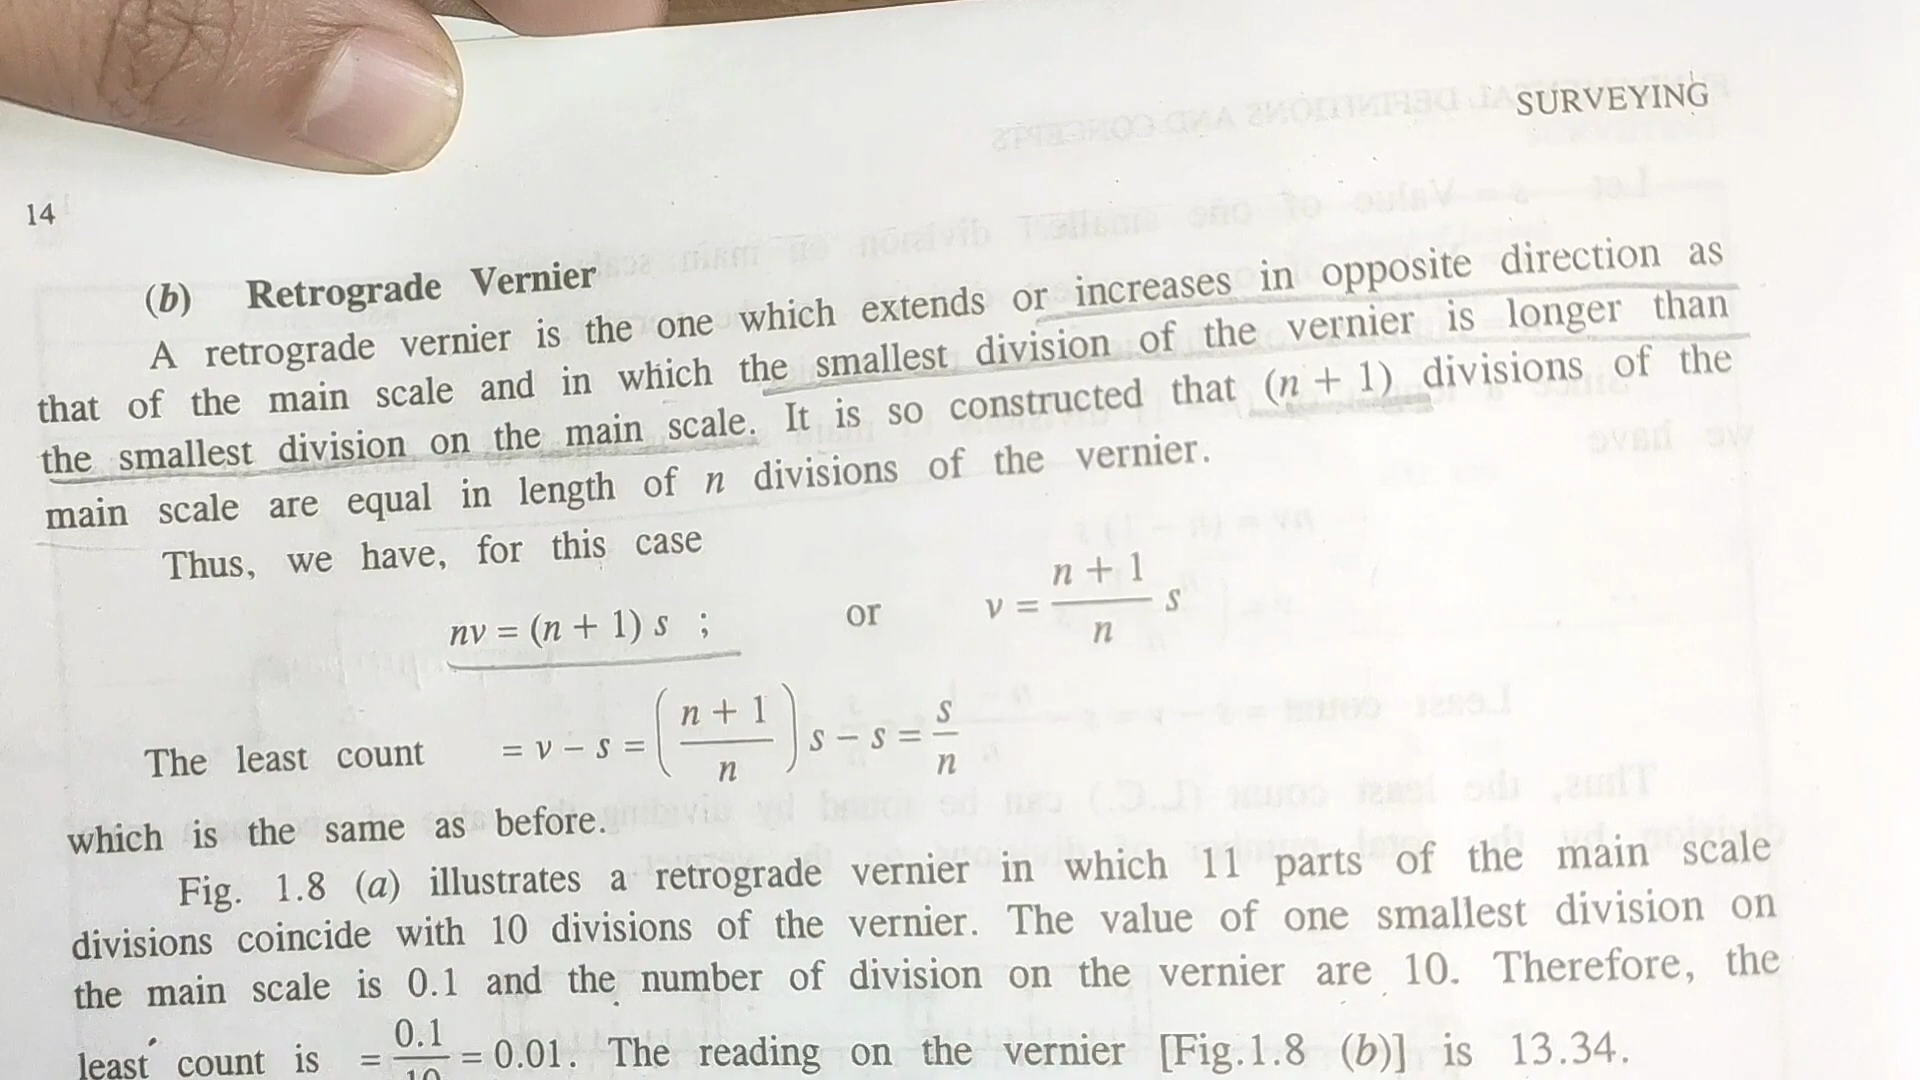 SURVEYING
14
(b) Retrograde Vernier
A retrograde vernier is the one which extends or increases in opposite direction as
that of the main scale and in which the smallest division of the vernier is longer than
the smallest division on the main scale. It is so constructed that (n + 1) divisions of the
main scale are equal in length of n divisions of the vernier.
Thus, we have, for this case
nv = (n + 1) s ; or v = \frac{n + 1}{n} s
The least count = v − s = \left( \frac{n + 1}{n} \right) s − s = \frac{s}{n}
which is the same as before.
Fig. 1.8 (a) illustrates a retrograde vernier in which 11 parts of the main scale
divisions coincide with 10 divisions of the vernier. The value of one smallest division on
the main scale is 0.1 and the number of division on the vernier are 10. Therefore, the
least count is = \frac{0.1}{10} = 0.01. The reading on the vernier [Fig.1.8 (b)] is 13.34.